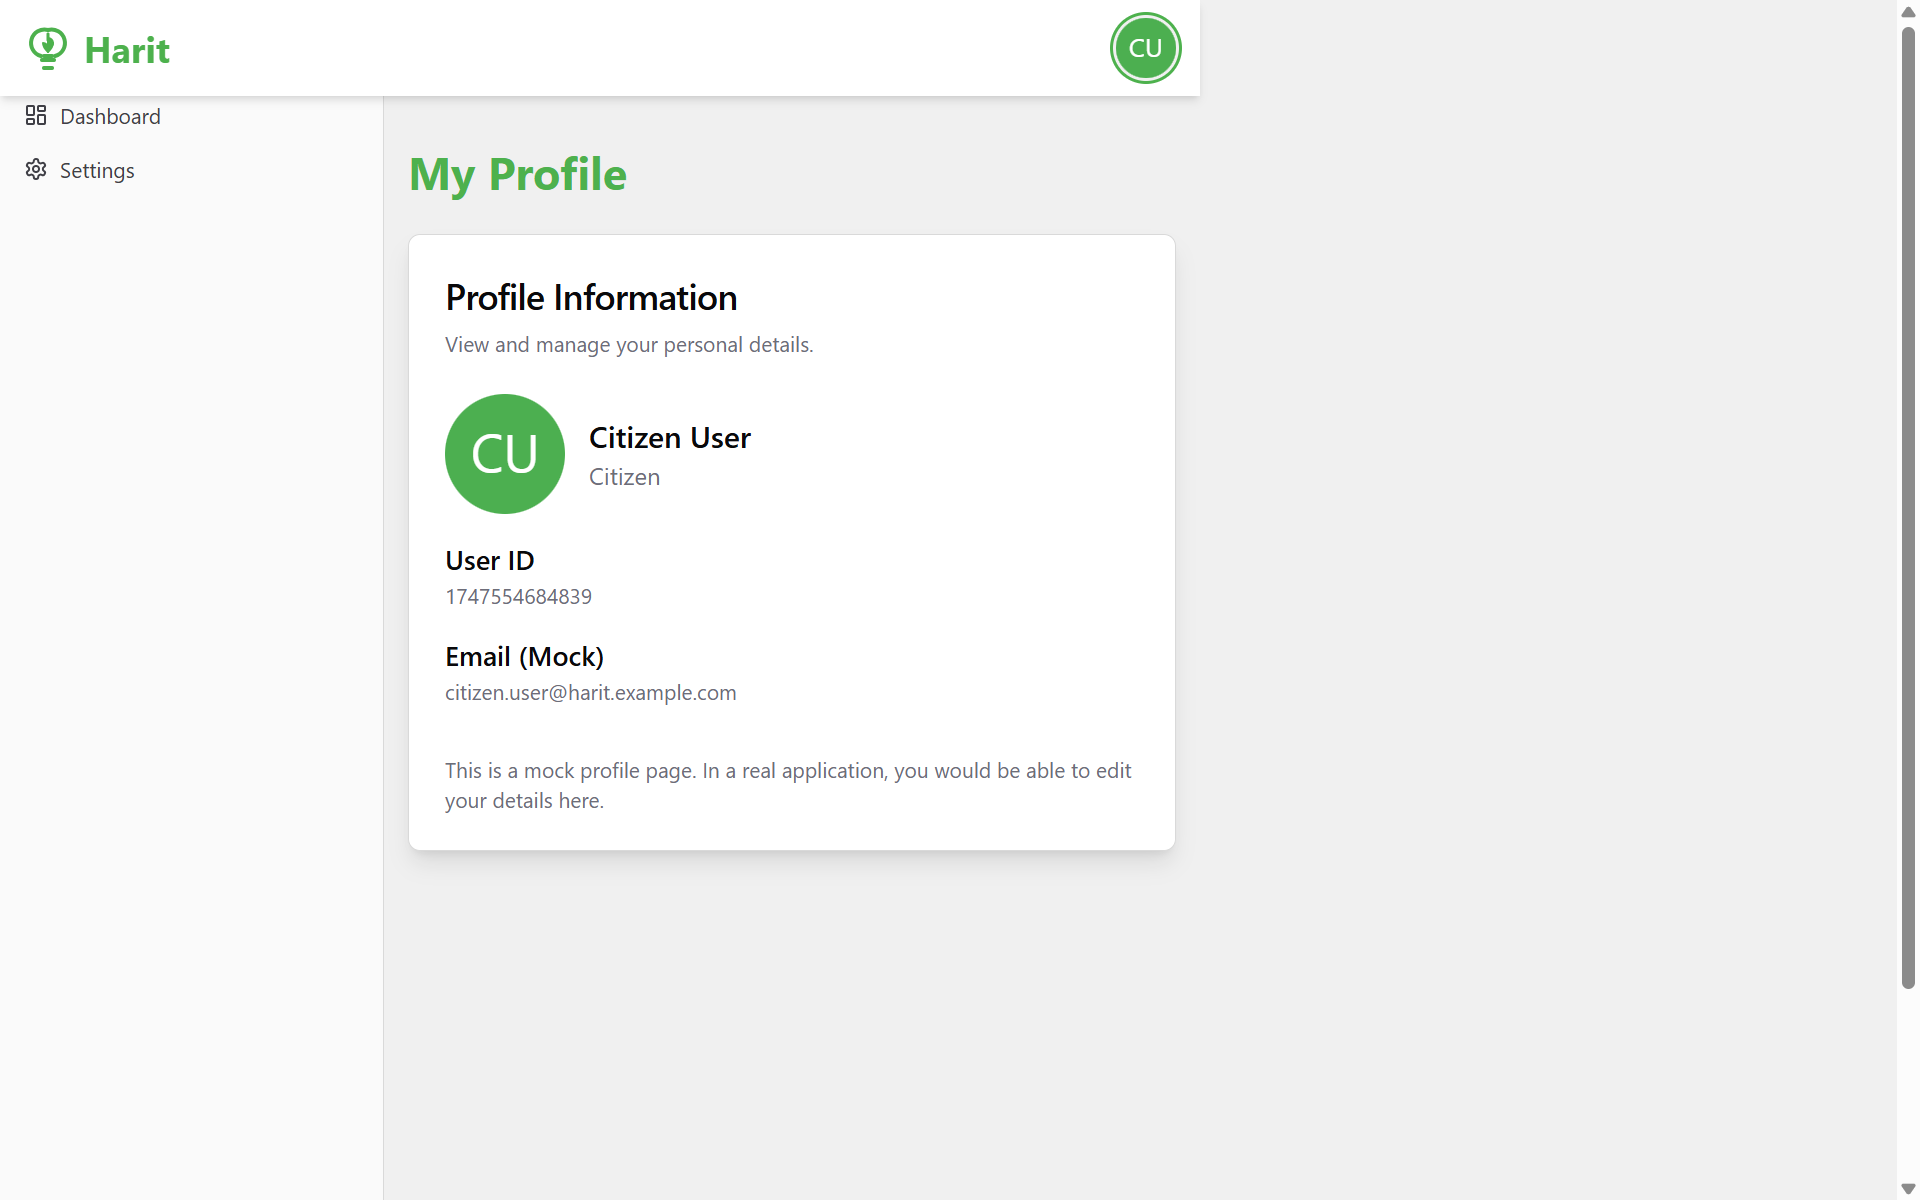 Harit
CU
Dashboard
Settings
My Profile
Profile Information
View and manage your personal details.
CU
Citizen User
Citizen
User ID
1747554684839
Email (Mock)
citizen.user@harit.example.com
This is a mock profile page. In a real application, you would be able to edit
your details here.